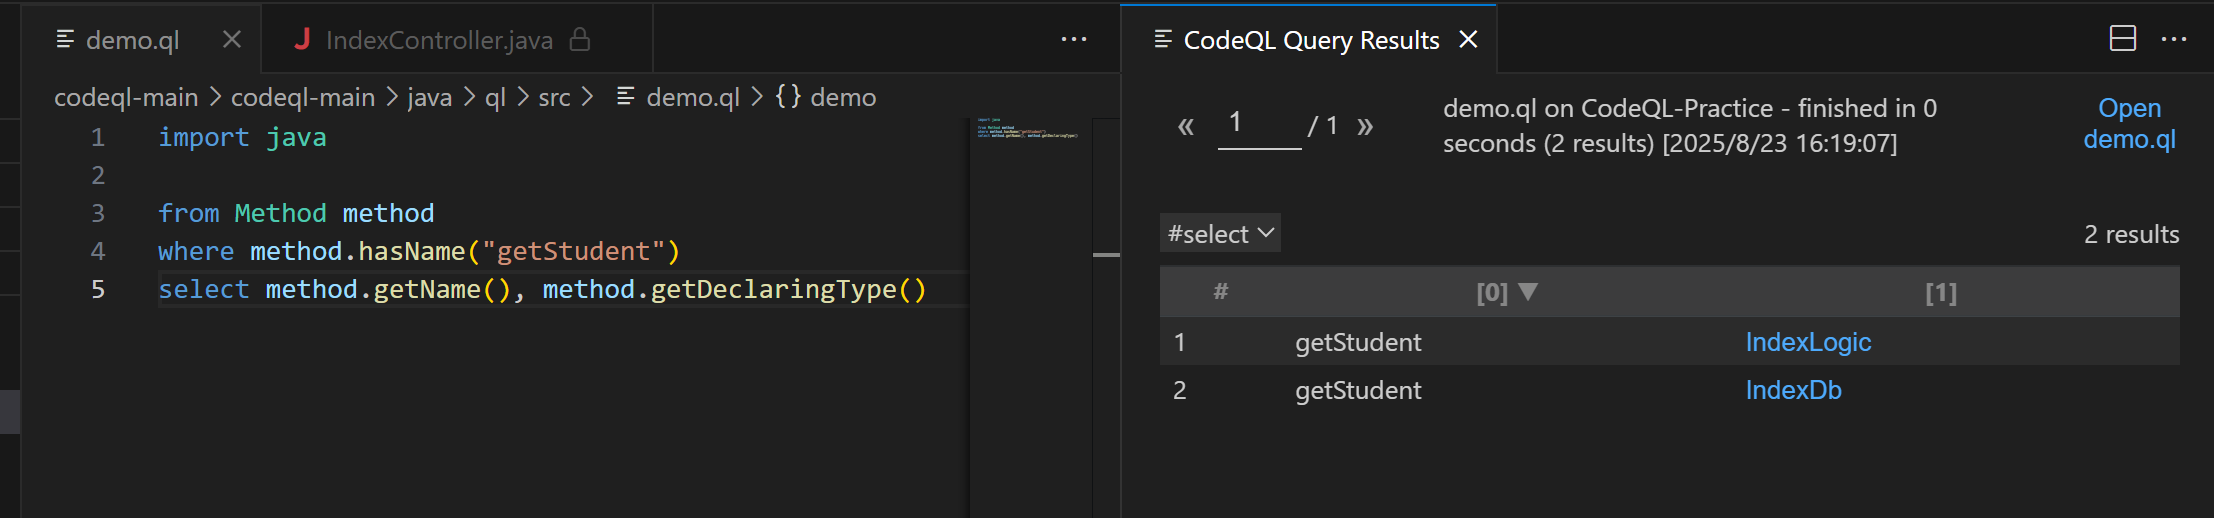 demo.ql
IndexController.java
codeql-main > codeql-main > java > ql > src > demo.ql > {} demo
1 import java
2
3 from Method method
4 where method.hasName("getStudent")
5 select method.getName(), method.getDeclaringType()
CodeQL Query Results
« 1 / 1 »
demo.ql on CodeQL-Practice - finished in 0
seconds (2 results) [2025/8/23 16:19:07]
Open
demo.ql
#select
2 results
# [0] ▼ [1]
1 getStudent IndexLogic
2 getStudent IndexDb